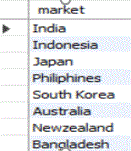 market
India
Indonesia
Japan
Philiphines
South Korea
Australia
Newzealand
Bangladesh